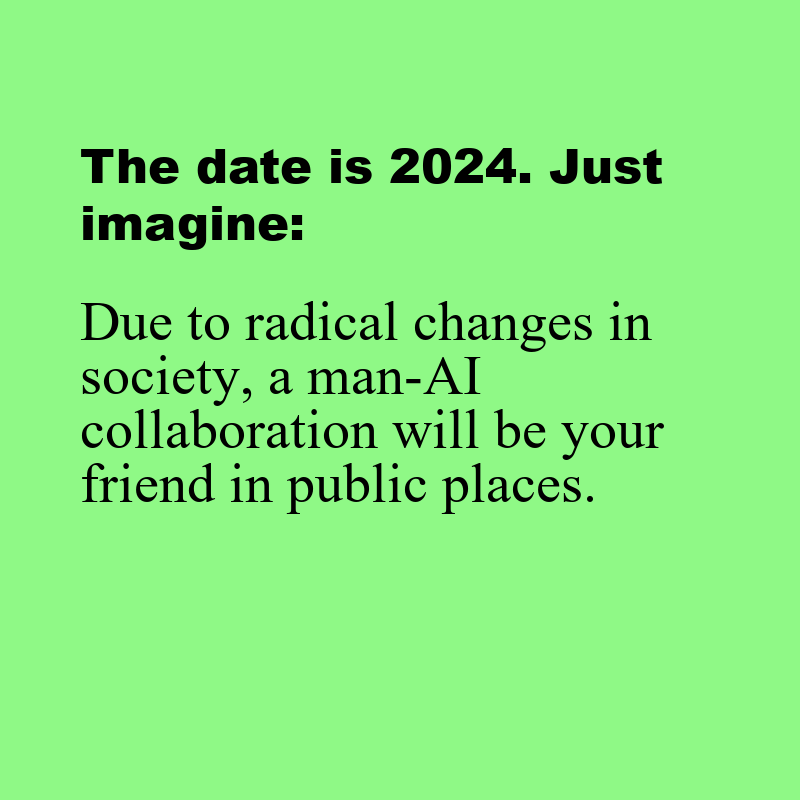 The date is 2024. Just
imagine:
Due to radical changes in
society, a man-AI
collaboration will be your
friend in public places.